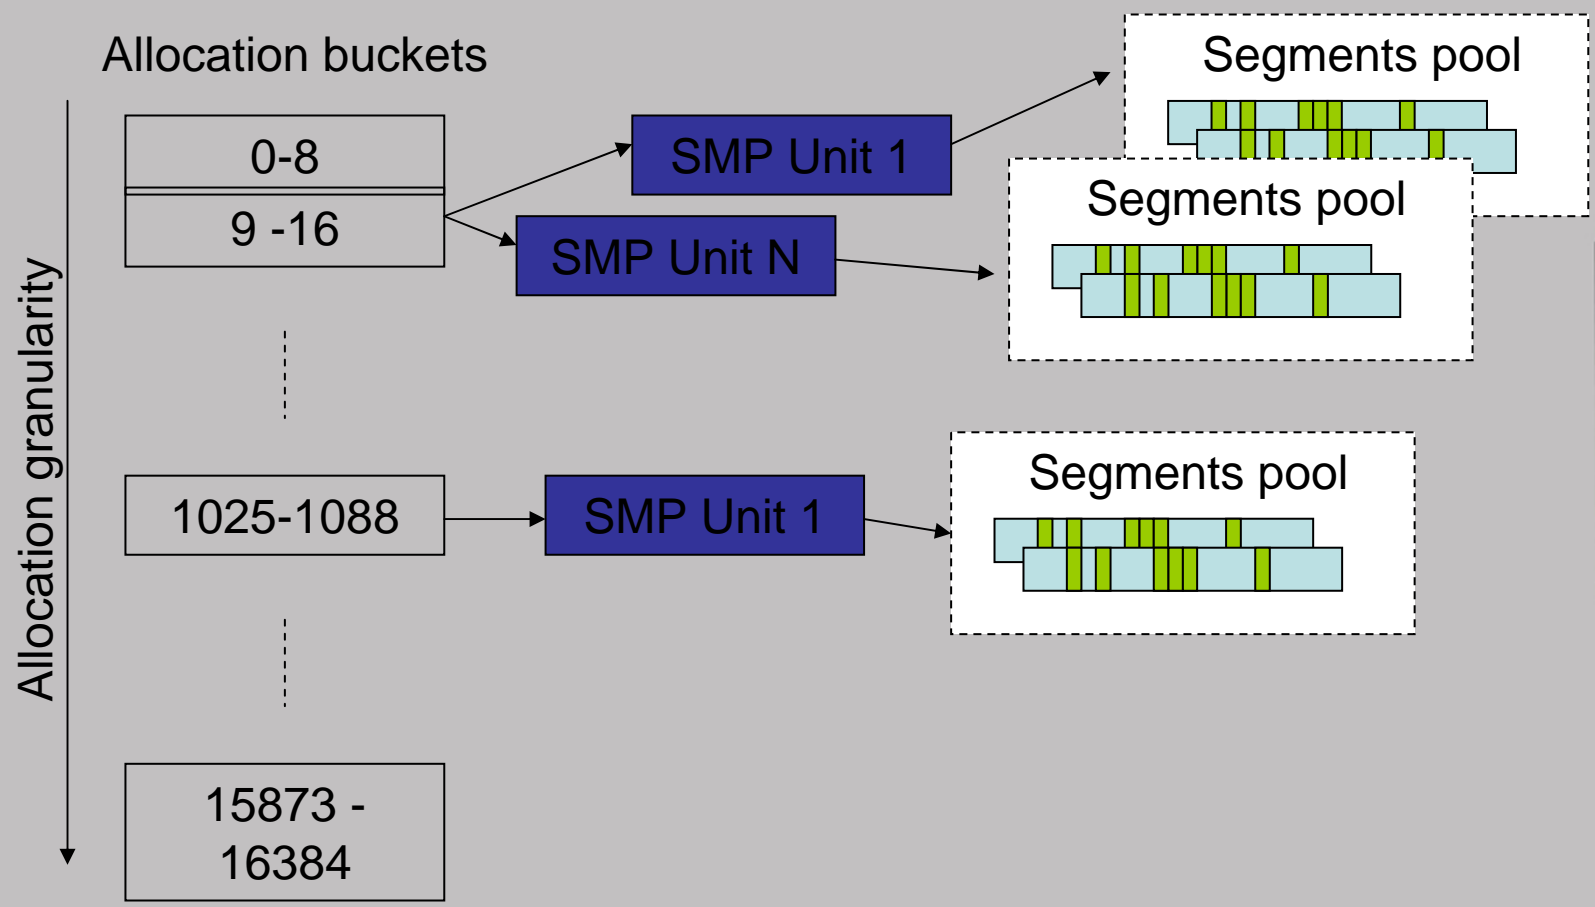 Allocation buckets
Segments pool
0-8
SMP Unit 1
9 -16
Segments pool
SMP Unit N
Allocation granularity
1025-1088
SMP Unit 1
Segments pool
15873 -
16384